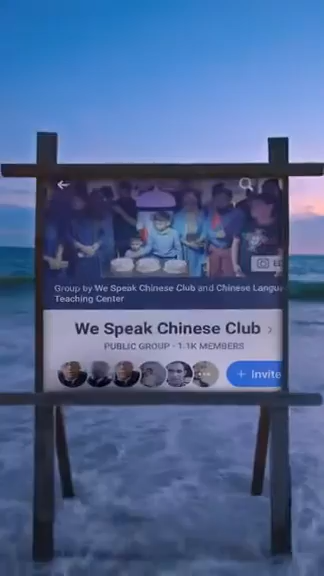 ED
Group by We Speak Chinese Club and Chinese Langu
Teaching Center
We Speak Chinese Club
PUBLIC GROUP · 1.1K MEMBERS
+ Invite